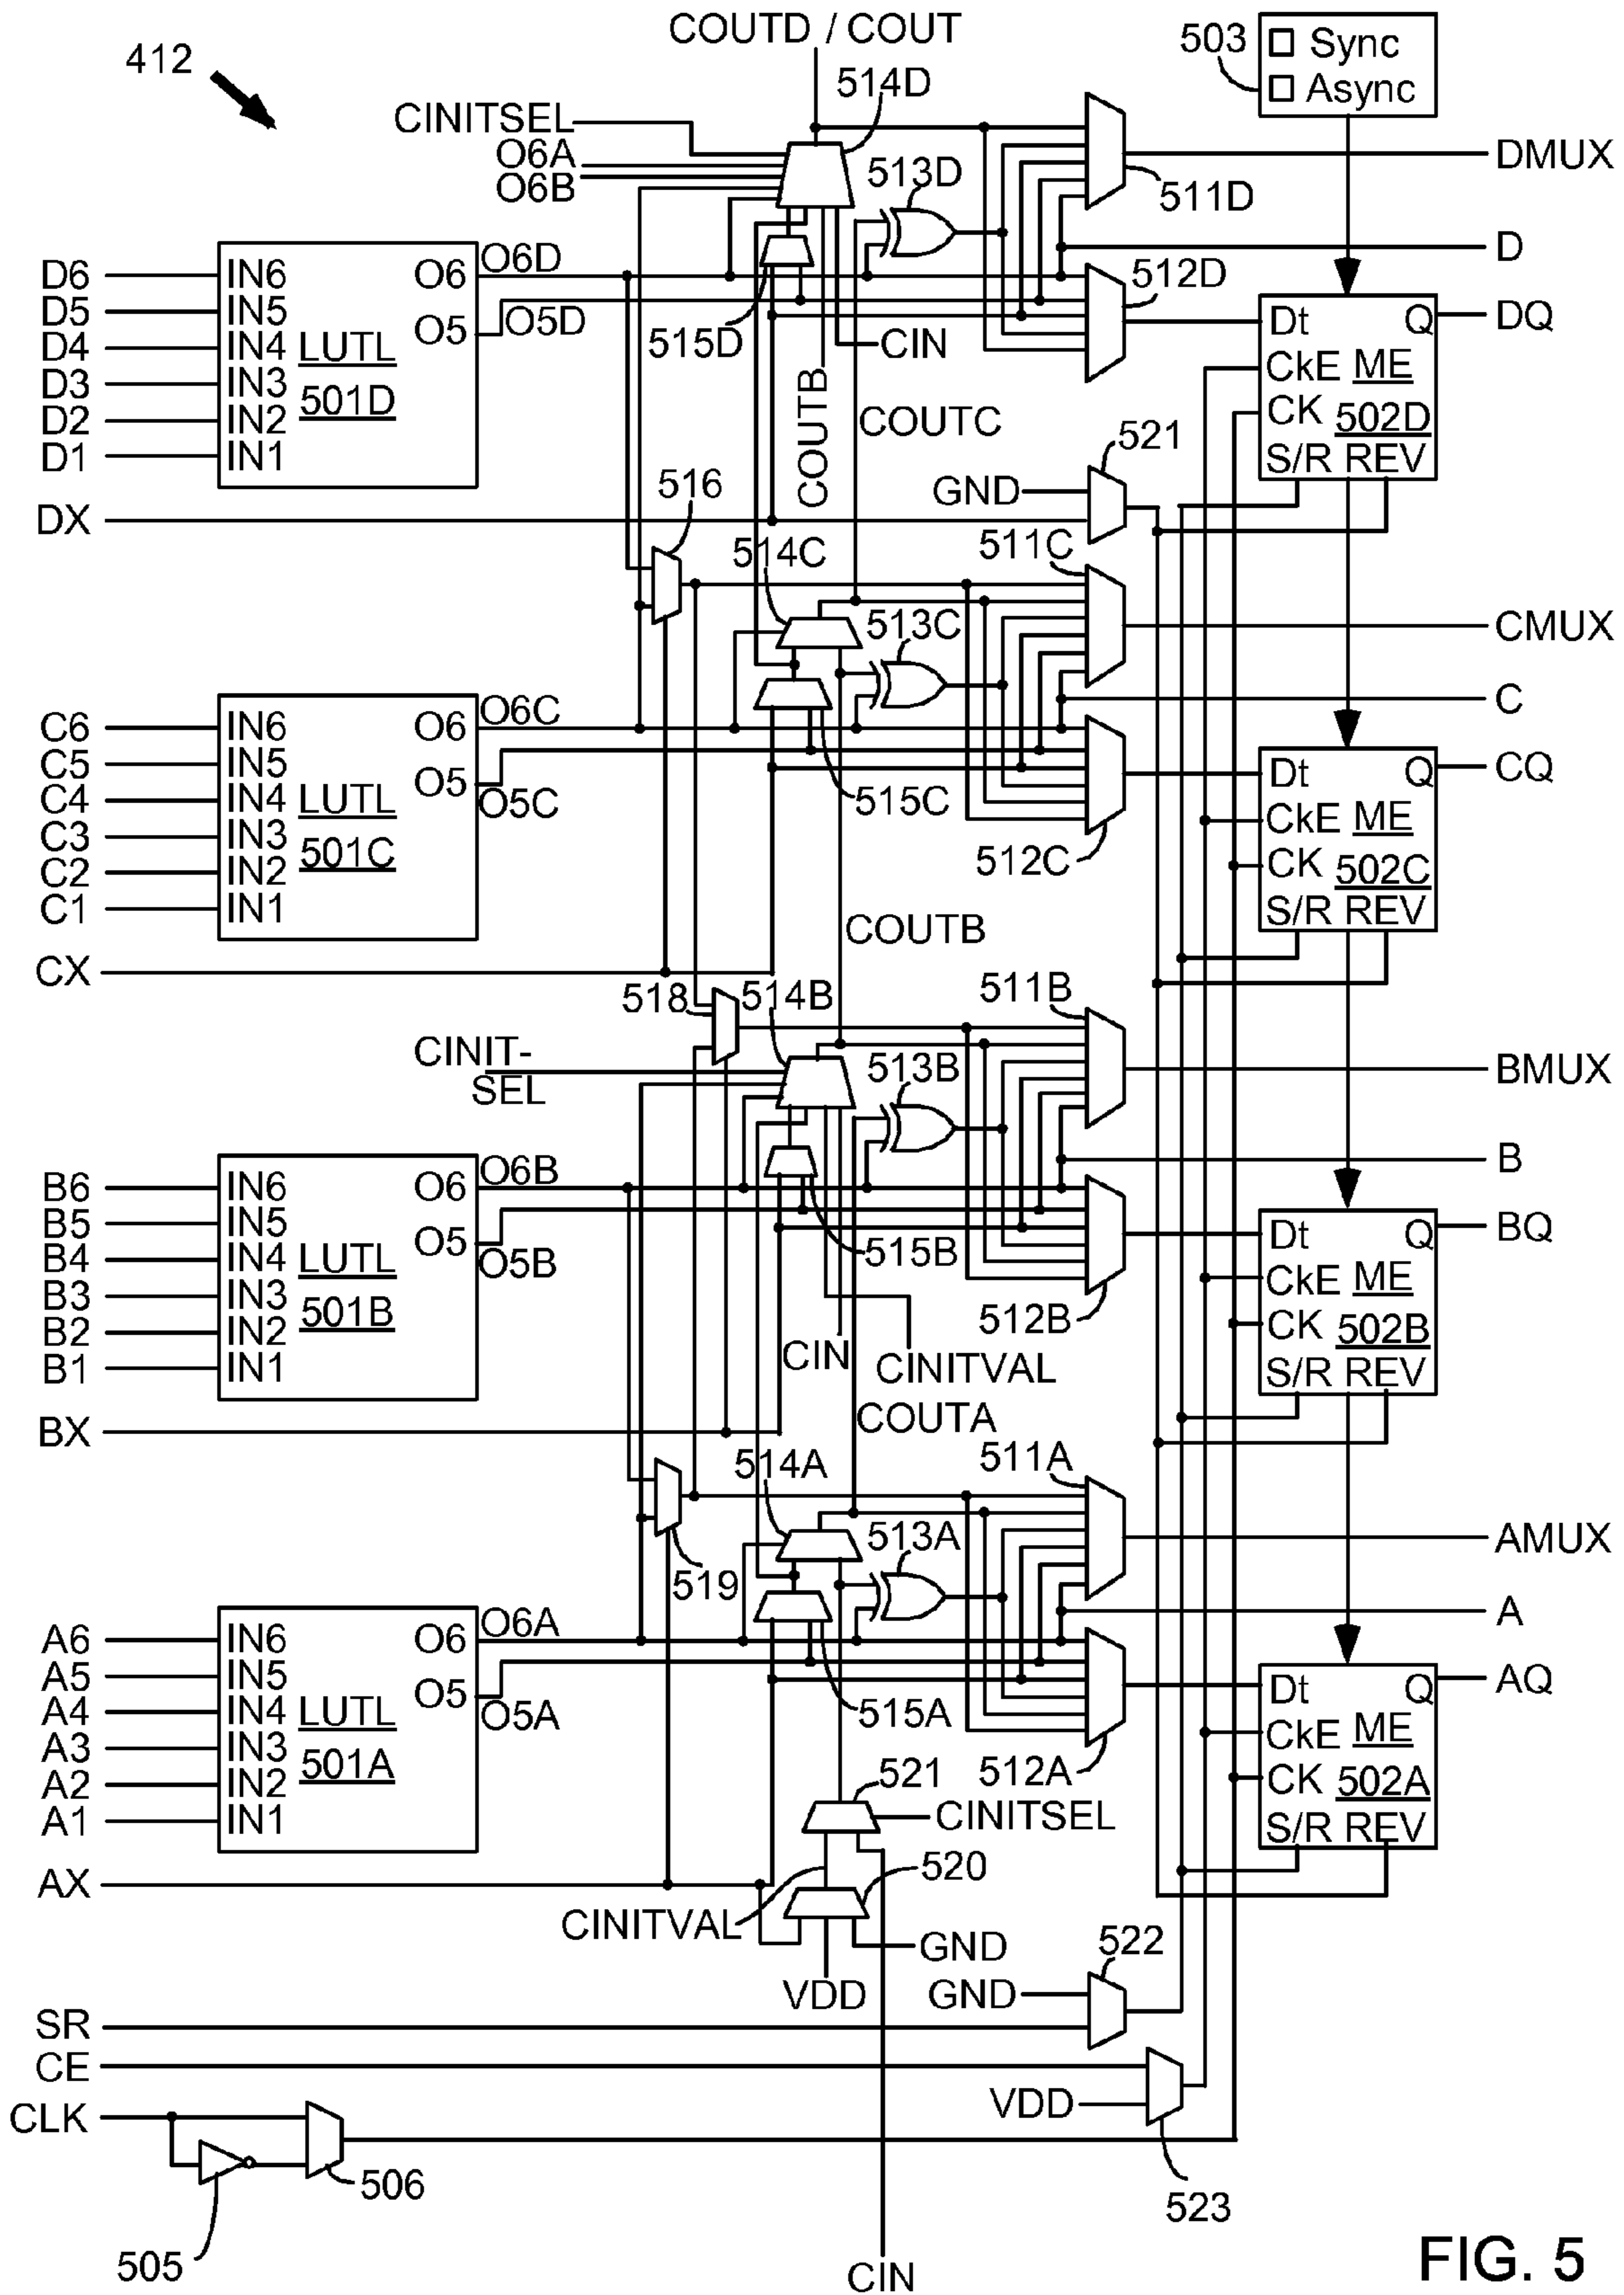 412
COUTD / COUT
503
Sync
Async
514D
CINITSEL
O6A
O6B
513D
DMUX
511D
D
D6
D5
D4
D3
D2
D1
IN6
IN5
IN4
IN3
IN2
IN1
LUTL
501D
O6
O5
O6D
O5D
515D
CIN
COUTB
COUTC
512D
Dt
Q
CkE
ME
CK
502D
S/R REV
DQ
521
GND
DX
516
514C
511C
513C
CMUX
C
C6
C5
C4
C3
C2
C1
IN6
IN5
IN4
IN3
IN2
IN1
LUTL
501C
O6
O5
O6C
O5C
515C
512C
Dt
Q
CkE
ME
CK
502C
S/R REV
CQ
COUTB
CX
518
514B
511B
CINIT-
SEL
513B
BMUX
B
B6
B5
B4
B3
B2
B1
IN6
IN5
IN4
IN3
IN2
IN1
LUTL
501B
O6
O5
O6B
O5B
515B
512B
CIN
CINITVAL
Dt
Q
CkE
ME
CK
502B
S/R REV
BQ
COUTA
BX
514A
511A
513A
519
AMUX
A
A6
A5
A4
A3
A2
A1
IN6
IN5
IN4
IN3
IN2
IN1
LUTL
501A
O6
O5
O6A
O5A
515A
512A
Dt
Q
CkE
ME
CK
502A
S/R REV
AQ
521
CINITSEL
520
AX
CINITVAL
GND
VDD
522
GND
SR
CE
VDD
CLK
506
505
523
CIN
FIG. 5